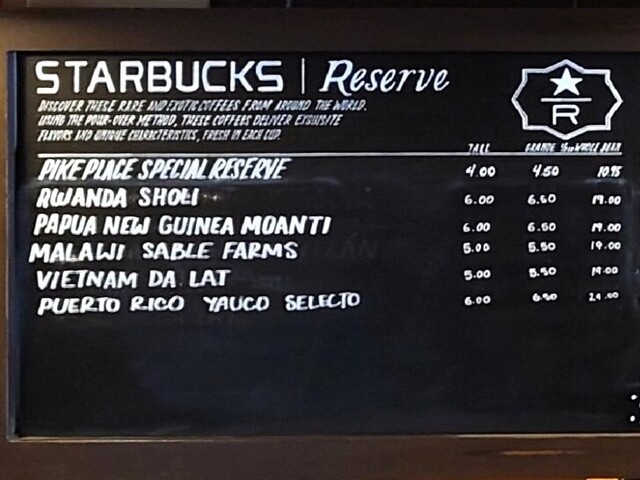 STARBUCKS | Reserve
DISCOVER THESE RARE AND EXOTIC COFFEES FROM AROUND THE WORLD.
USING THE POUR-OVER METHOD, THESE COFFEES DELIVER EXQUISITE
FLAVORS AND UNIQUE CHARACTERISTICS, FRESH IN EACH CUP.
R
TALL GRANDE WHOLE BEAN
PIKE PLACE SPECIAL RESERVE 4.00 4.50 10.95
RWANDA SHOLI 6.00 6.50 19.00
PAPUA NEW GUINEA MOANTI 6.00 6.50 19.00
MALAWI SABLE FARMS 5.00 5.50 19.00
VIETNAM DA LAT 5.00 5.50 19.00
PUERTO RICO YAUCO SELECTO 6.00 6.50